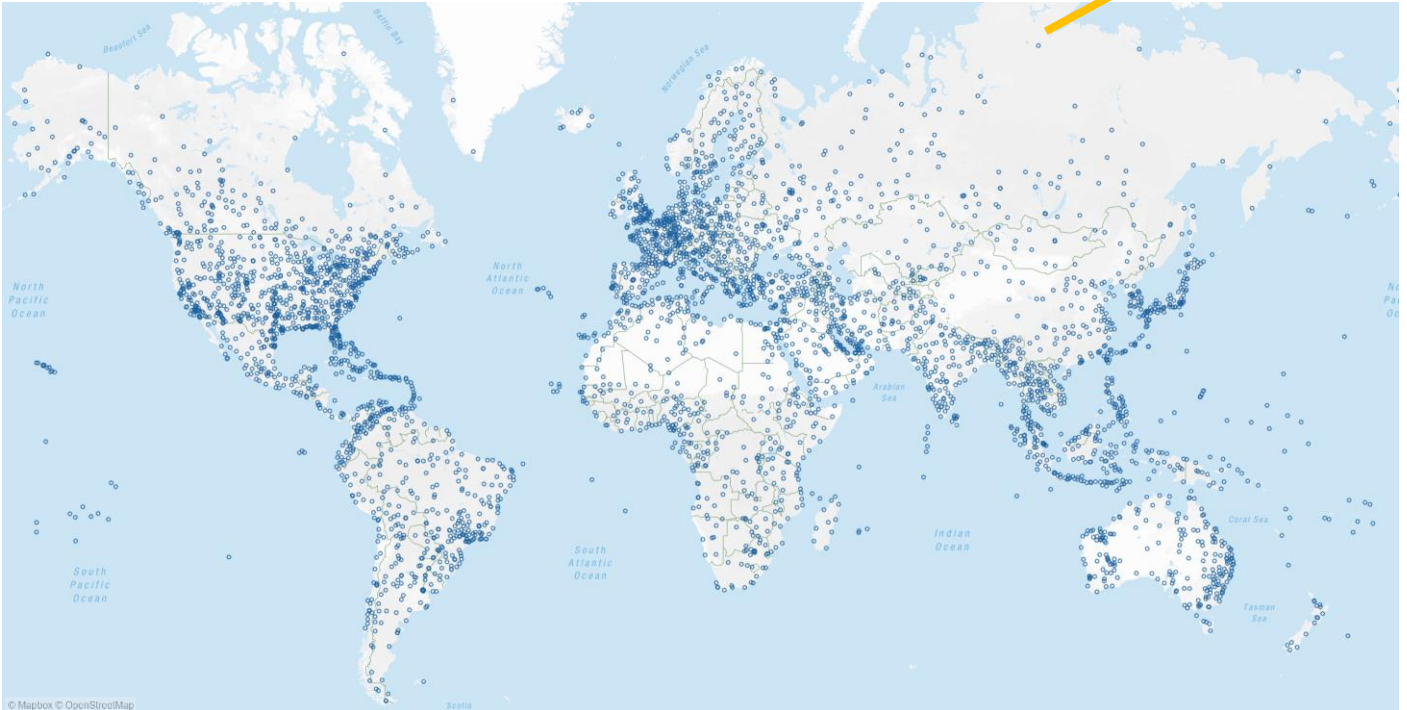 Beaufort Sea
Baffin Bay
Norwegian Sea
North
Pacific
Ocean
North
Atlantic
Ocean
Arabian
Sea
South
Pacific
Ocean
South
Atlantic
Ocean
Indian
Ocean
Coral Sea
Tasman
Sea
Scotia
© Mapbox © OpenStreetMap